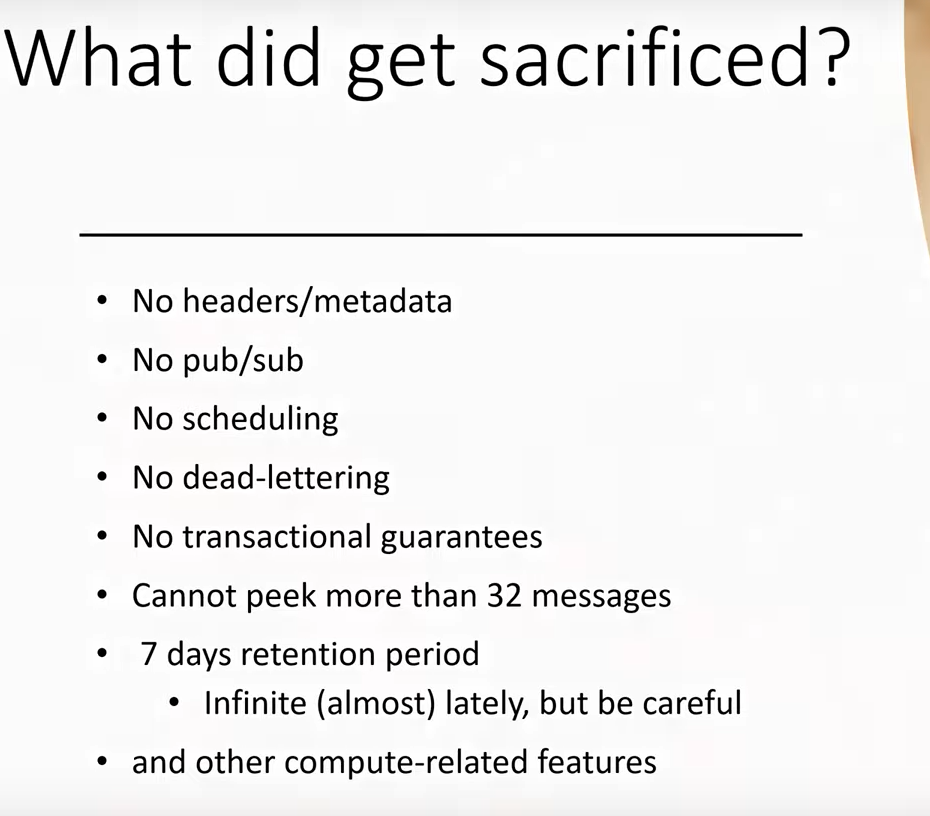 What did get sacrificed?
• No headers/metadata
• No pub/sub
• No scheduling
• No dead-lettering
• No transactional guarantees
• Cannot peek more than 32 messages
• 7 days retention period
• Infinite (almost) lately, but be careful
• and other compute-related features